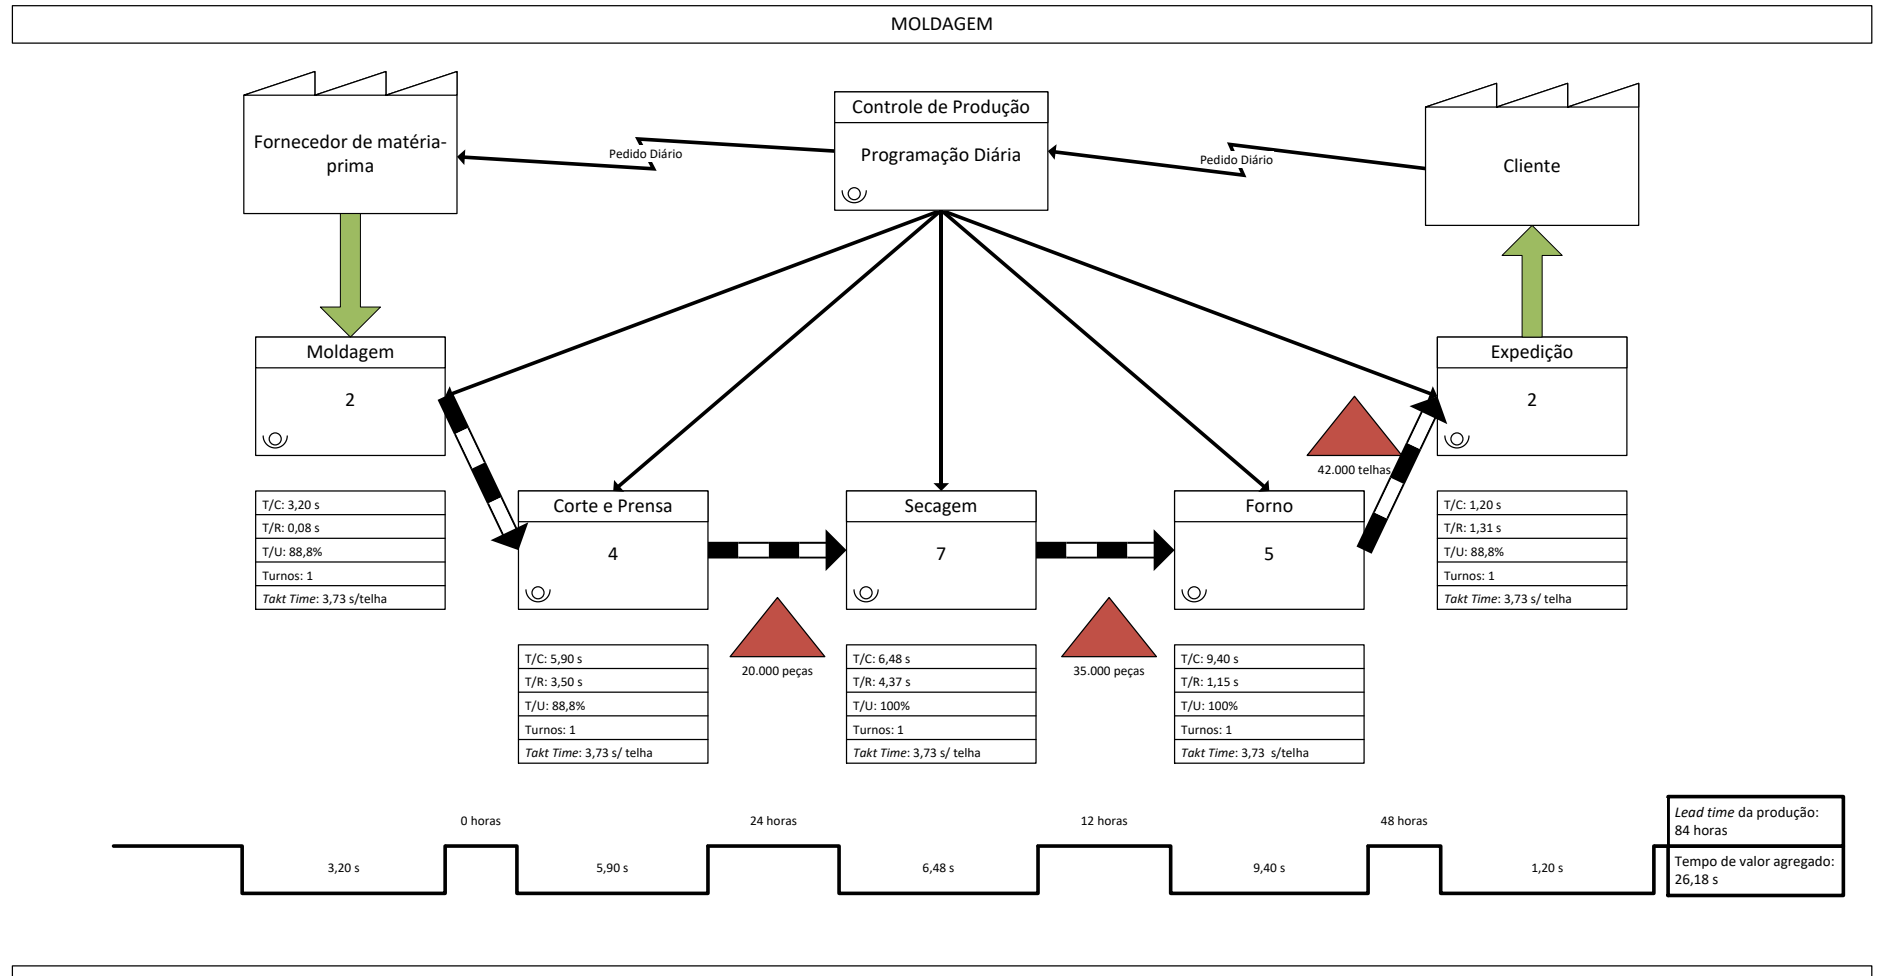 MOLDAGEM
Fornecedor de matéria-
prima
Pedido Diário
Controle de Produção
Programação Diária
Pedido Diário
Cliente
Moldagem
2
T/C: 3,20 s
T/R: 0,08 s
T/U: 88,8%
Turnos: 1
Takt Time: 3,73 s/telha
Corte e Prensa
4
T/C: 5,90 s
T/R: 3,50 s
T/U: 88,8%
Turnos: 1
Takt Time: 3,73 s/ telha
20.000 peças
Secagem
7
T/C: 6,48 s
T/R: 4,37 s
T/U: 100%
Turnos: 1
Takt Time: 3,73 s/ telha
35.000 peças
Forno
5
T/C: 9,40 s
T/R: 1,15 s
T/U: 100%
Turnos: 1
Takt Time: 3,73  s/telha
42.000 telhas
Expedição
2
T/C: 1,20 s
T/R: 1,31 s
T/U: 88,8%
Turnos: 1
Takt Time: 3,73 s/ telha
0 horas
24 horas
12 horas
48 horas
3,20 s
5,90 s
6,48 s
9,40 s
1,20 s
Lead time da produção:
84 horas
Tempo de valor agregado:
26,18 s